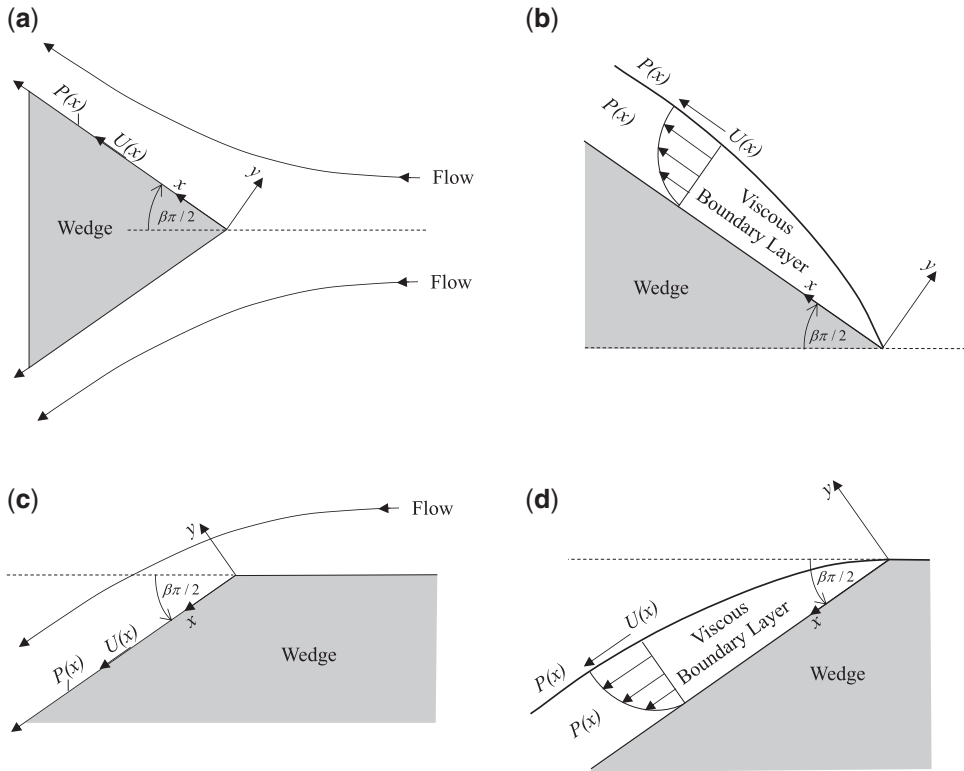 (a)
P(x)
U(x)
x
y
Flow
Wedge
βπ / 2
Flow
(b)
P(x)
P(x)
U(x)
Viscous
Boundary Layer
y
x
Wedge
βπ / 2
(c)
Flow
y
βπ / 2
x
U(x)
P(x)
Wedge
(d)
y
βπ / 2
x
U(x)
Viscous
Boundary Layer
P(x)
P(x)
Wedge